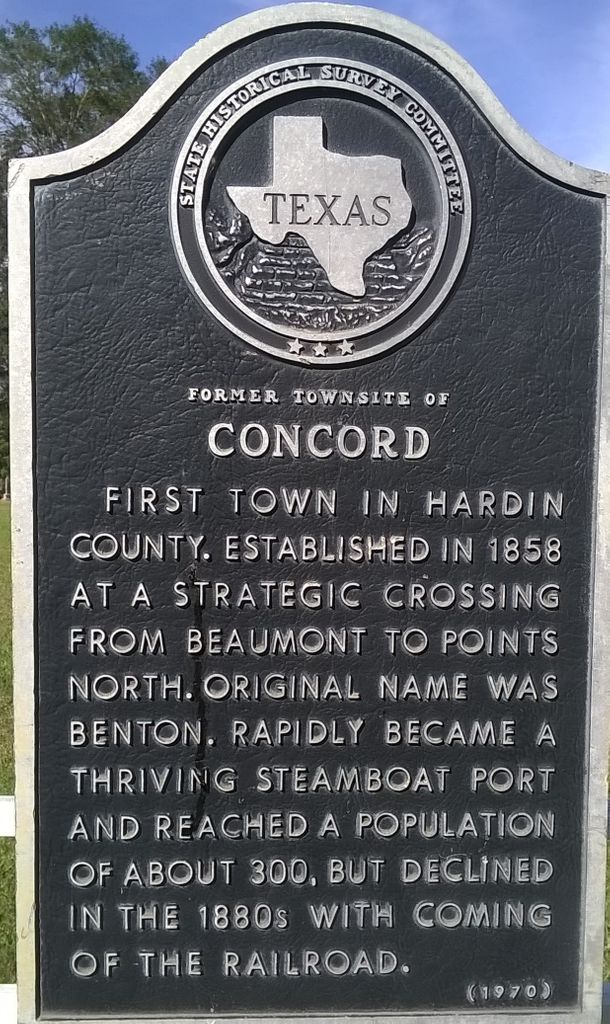 STATE HISTORICAL SURVEY COMMITTEE
TEXAS
FORMER TOWNSITE OF
CONCORD
FIRST TOWN IN HARDIN
COUNTY. ESTABLISHED IN 1858
AT A STRATEGIC CROSSING
FROM BEAUMONT TO POINTS
NORTH. ORIGINAL NAME WAS
BENTON. RAPIDLY BECAME A
THRIVING STEAMBOAT PORT
AND REACHED A POPULATION
OF ABOUT 300, BUT DECLINED
IN THE 1880s WITH COMING
OF THE RAILROAD.
(1970)